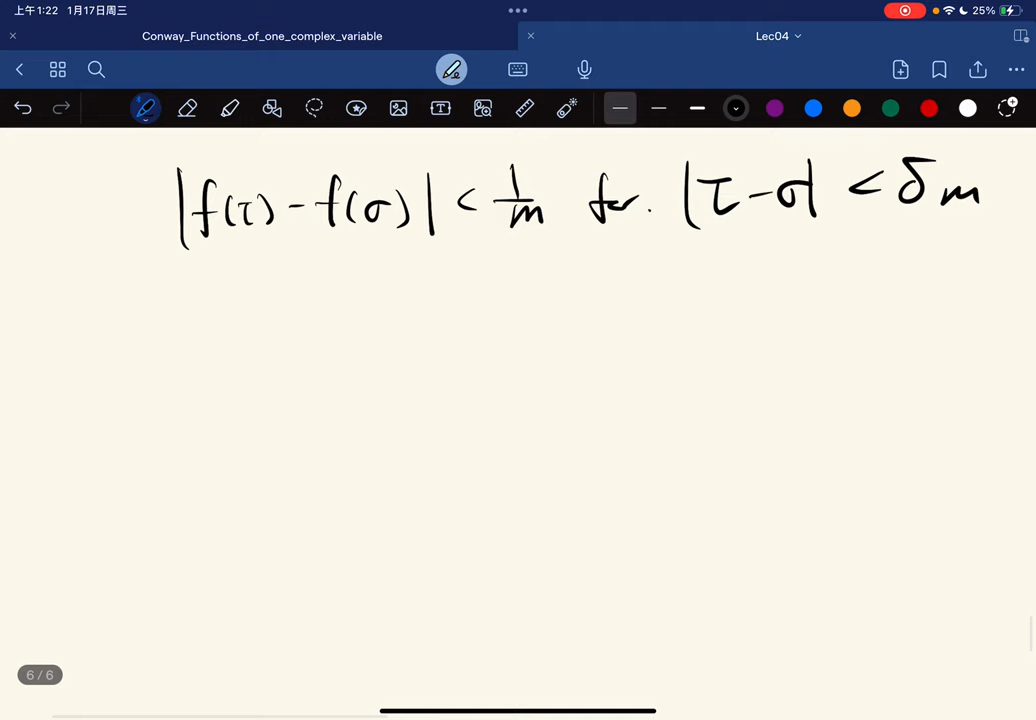 上午1:22 1月17日周三
25%
Conway_Functions_of_one_complex_variable
Lec04
|f(τ) - f(σ)| < 1/m for. |τ - σ| < δm
6 / 6